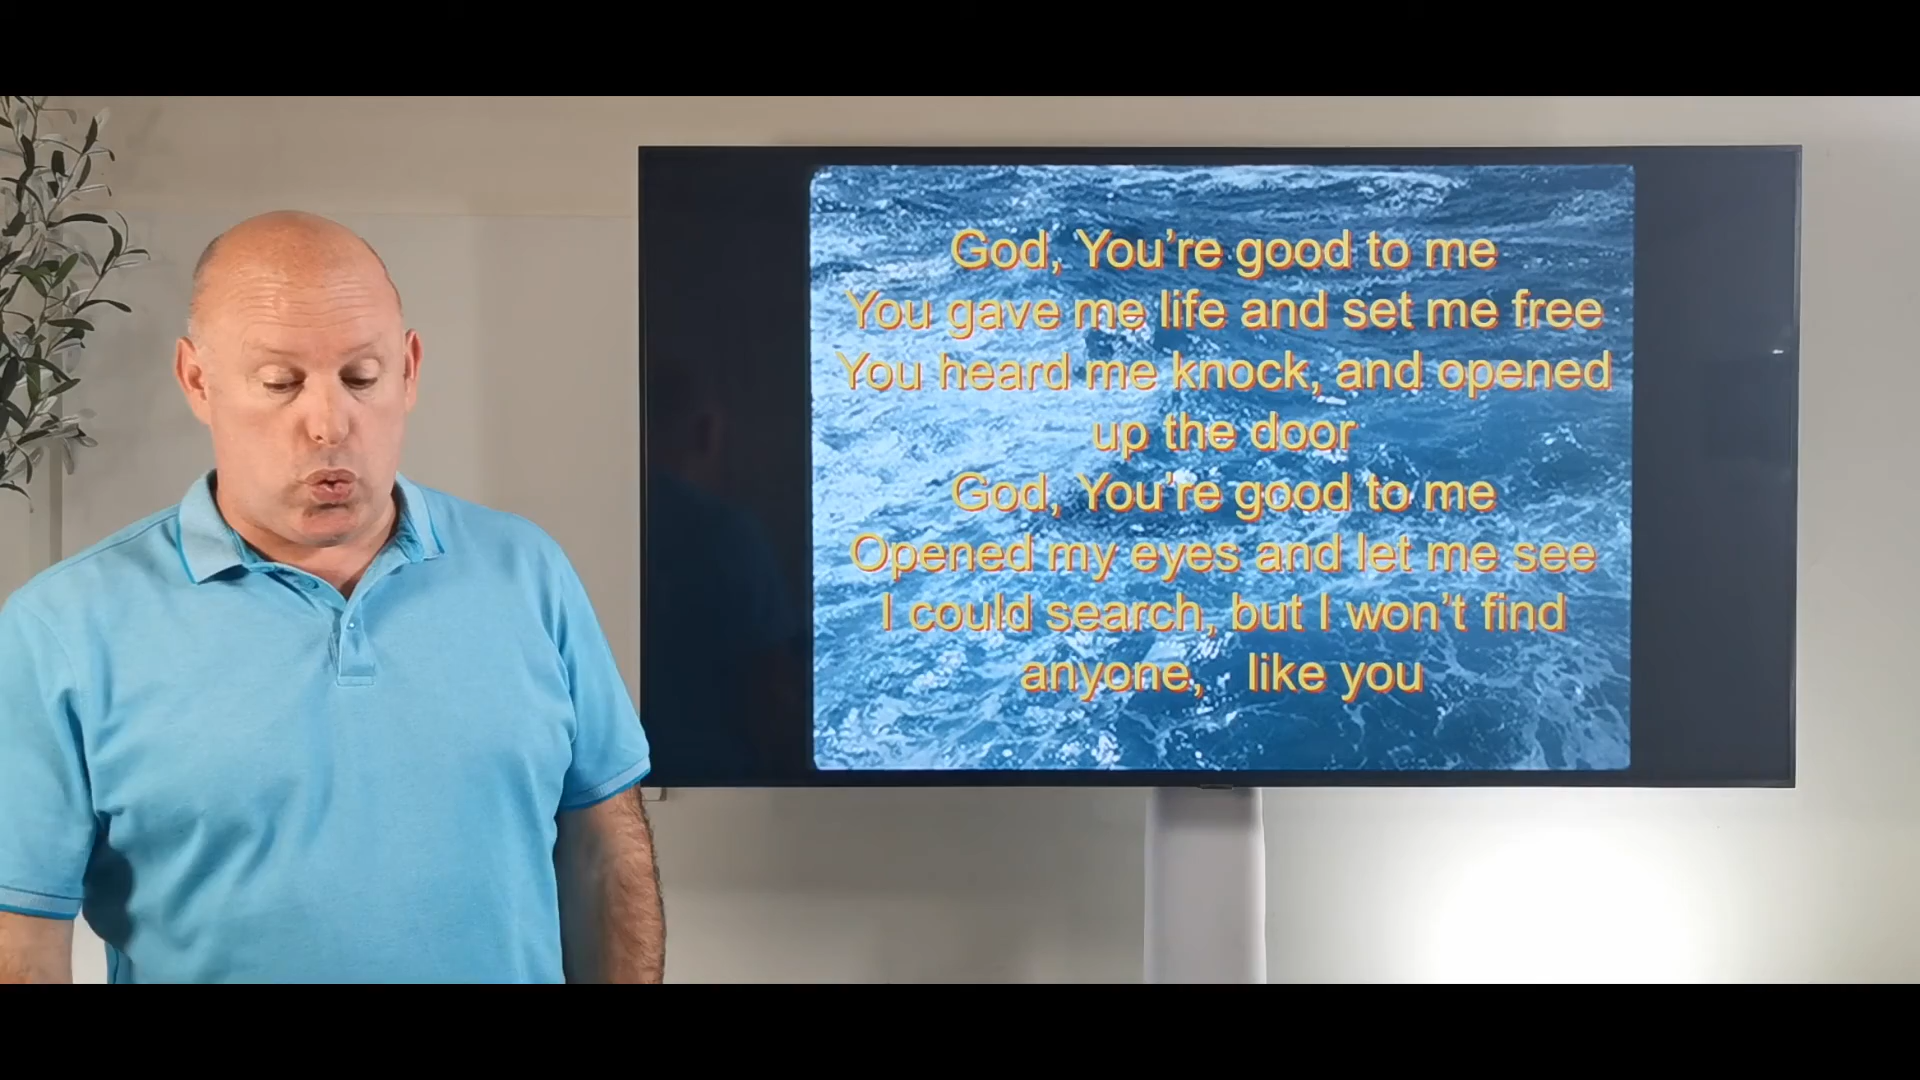 God, You’re good to me
You gave me life and set me free
You heard me knock, and opened
up the door
God, You’re good to me
Opened my eyes and let me see
I could search, but I won’t find
anyone, like you